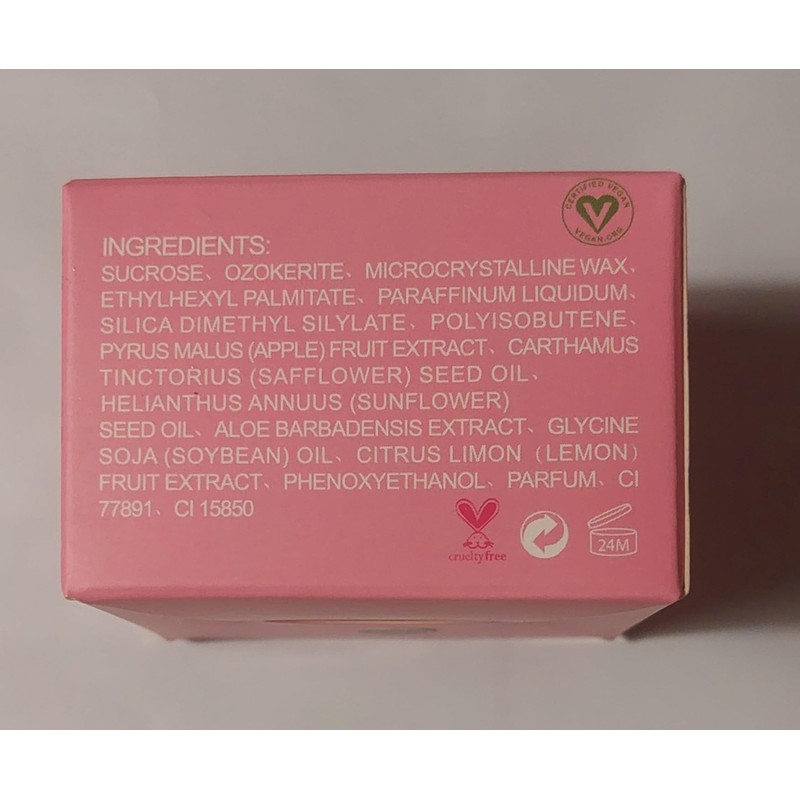 CERTIFIED VEGAN
VEGAN.ORG
INGREDIENTS:
SUCROSE、OZOKERITE、MICROCRYSTALLINE WAX、
ETHYLHEXYL PALMITATE、PARAFFINUM LIQUIDUM、
SILICA DIMETHYL SILYLATE、POLYISOBUTENE、
PYRUS MALUS (APPLE) FRUIT EXTRACT、CARTHAMUS
TINCTORIUS (SAFFLOWER) SEED OIL、
HELIANTHUS ANNUUS (SUNFLOWER)
SEED OIL、ALOE BARBADENSIS EXTRACT、GLYCINE
SOJA (SOYBEAN) OIL、CITRUS LIMON（LEMON）
FRUIT EXTRACT、PHENOXYETHANOL、PARFUM、CI
77891、CI 15850
crueltyfree
24M